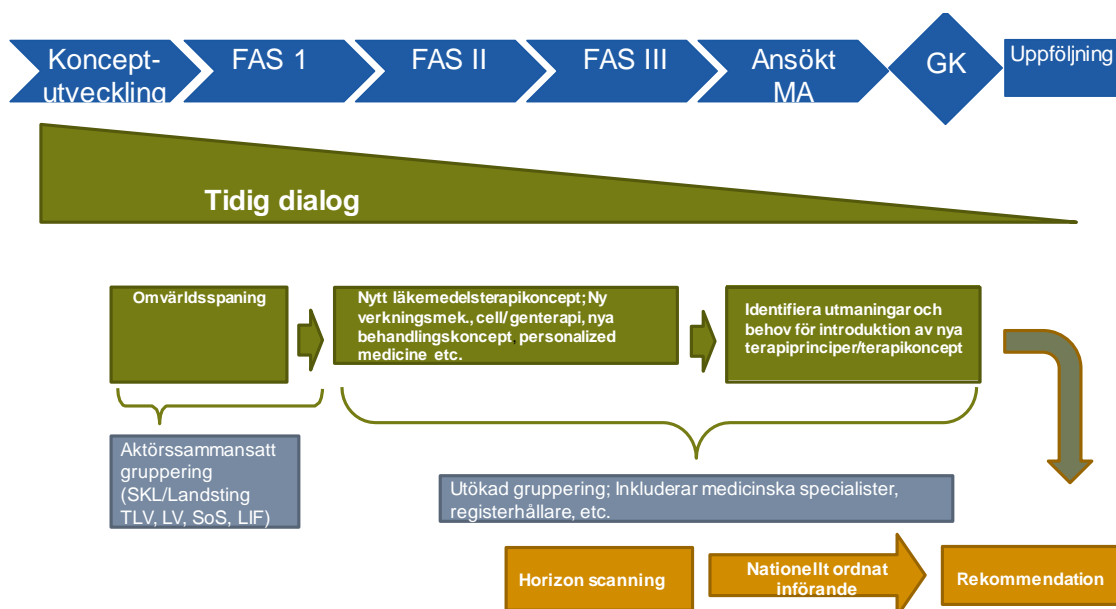 Koncept-
utveckling
FAS 1
FAS II
FAS III
Ansökt
MA
GK
Uppföljning
Tidig dialog
Omvärldsspaning
Nytt läkemedelsterapikoncept; Ny
verkningsmek., cell/genterapi, nya
behandlingskoncept, personalized
medicine etc.
Identifiera utmaningar och
behov för introduktion av nya
terapiprinciper/terapikoncept
Aktörssammansatt
gruppering
(SKL/Landsting
TLV, LV, SoS, LIF)
Utökad gruppering; Inkluderar medicinska specialister,
registerhållare, etc.
Horizon scanning
Nationellt ordnat
införande
Rekommendation